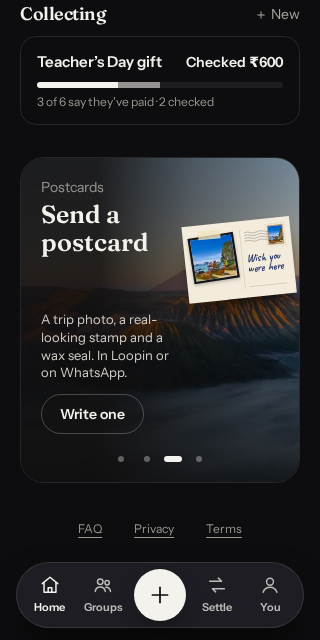 Collecting
+ New
Teacher's Day gift
Checked ₹600
3 of 6 say they've paid · 2 checked
Postcards
Send a
postcard
Wish you
were here
A trip photo, a real-
looking stamp and a
wax seal. In Loopin or
on WhatsApp.
Write one
FAQ
Privacy
Terms
Home
Groups
Settle
You